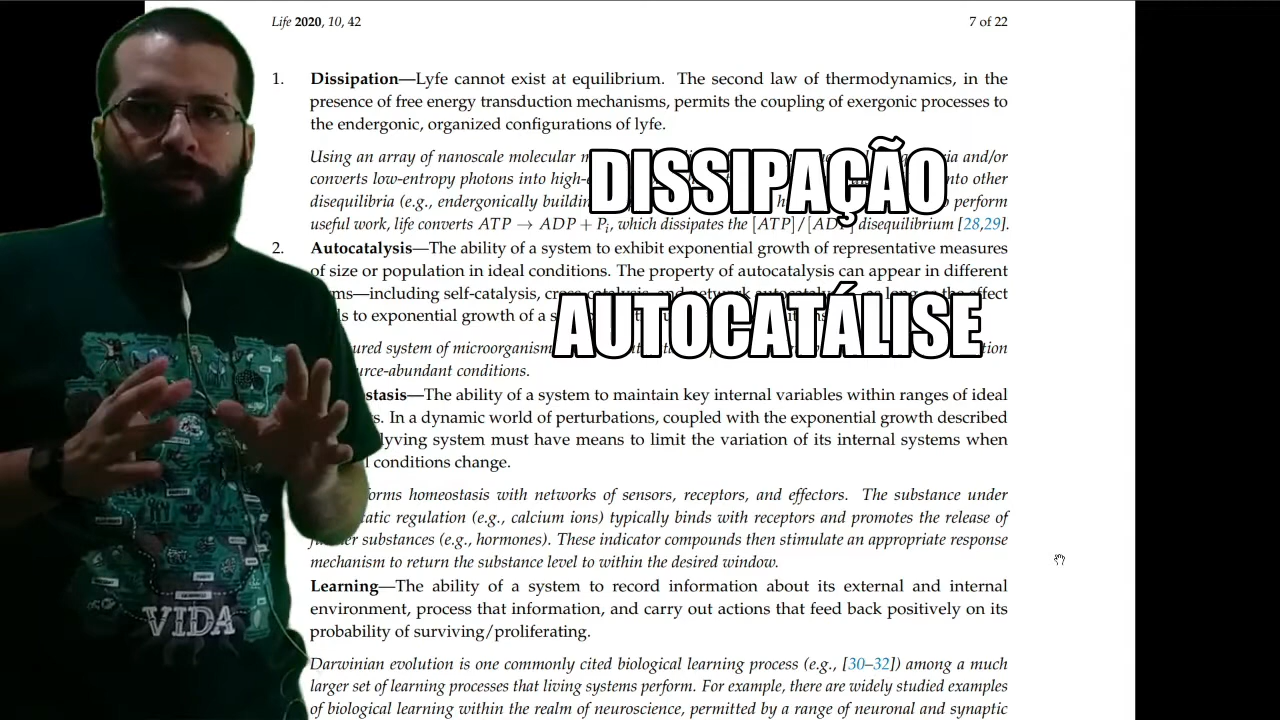 Life 2020, 10, 42 7 of 22
1. Dissipation—Lyfe cannot exist at equilibrium. The second law of thermodynamics, in the
presence of free energy transduction mechanisms, permits the coupling of exergonic processes to
the endergonic, organized configurations of lyfe.
Using an array of nanoscale molecular and/or
converts low-entropy photons into other
DISSIPAÇÃO
disequilibria (e.g., endergonically perform
useful work, life converts ATP → ADP + Pi, which dissipates the [ATP]/[ADP] disequilibrium [28,29].
2. Autocatalysis—The ability of a system to exhibit exponential growth of representative measures
of size or population in ideal conditions. The property of autocatalysis can appear in different
including self-catalysis, effect
to exponential growth of a
AUTOCATÁLISE
system of microorganism
conditions.
The ability of a system to maintain key internal variables within ranges of ideal
In a dynamic world of perturbations, coupled with the exponential growth described
system must have means to limit the variation of its internal systems when
conditions change.
homeostasis with networks of sensors, receptors, and effectors. The substance under
regulation (e.g., calcium ions) typically binds with receptors and promotes the release of
substances (e.g., hormones). These indicator compounds then stimulate an appropriate response
mechanism to return the substance level to within the desired window.
Learning—The ability of a system to record information about its external and internal
environment, process that information, and carry out actions that feed back positively on its
probability of surviving/proliferating.
VIDA
Darwinian evolution is one commonly cited biological learning process (e.g., [30–32]) among a much
larger set of learning processes that living systems perform. For example, there are widely studied examples
of biological learning within the realm of neuroscience, permitted by a range of neuronal and synaptic